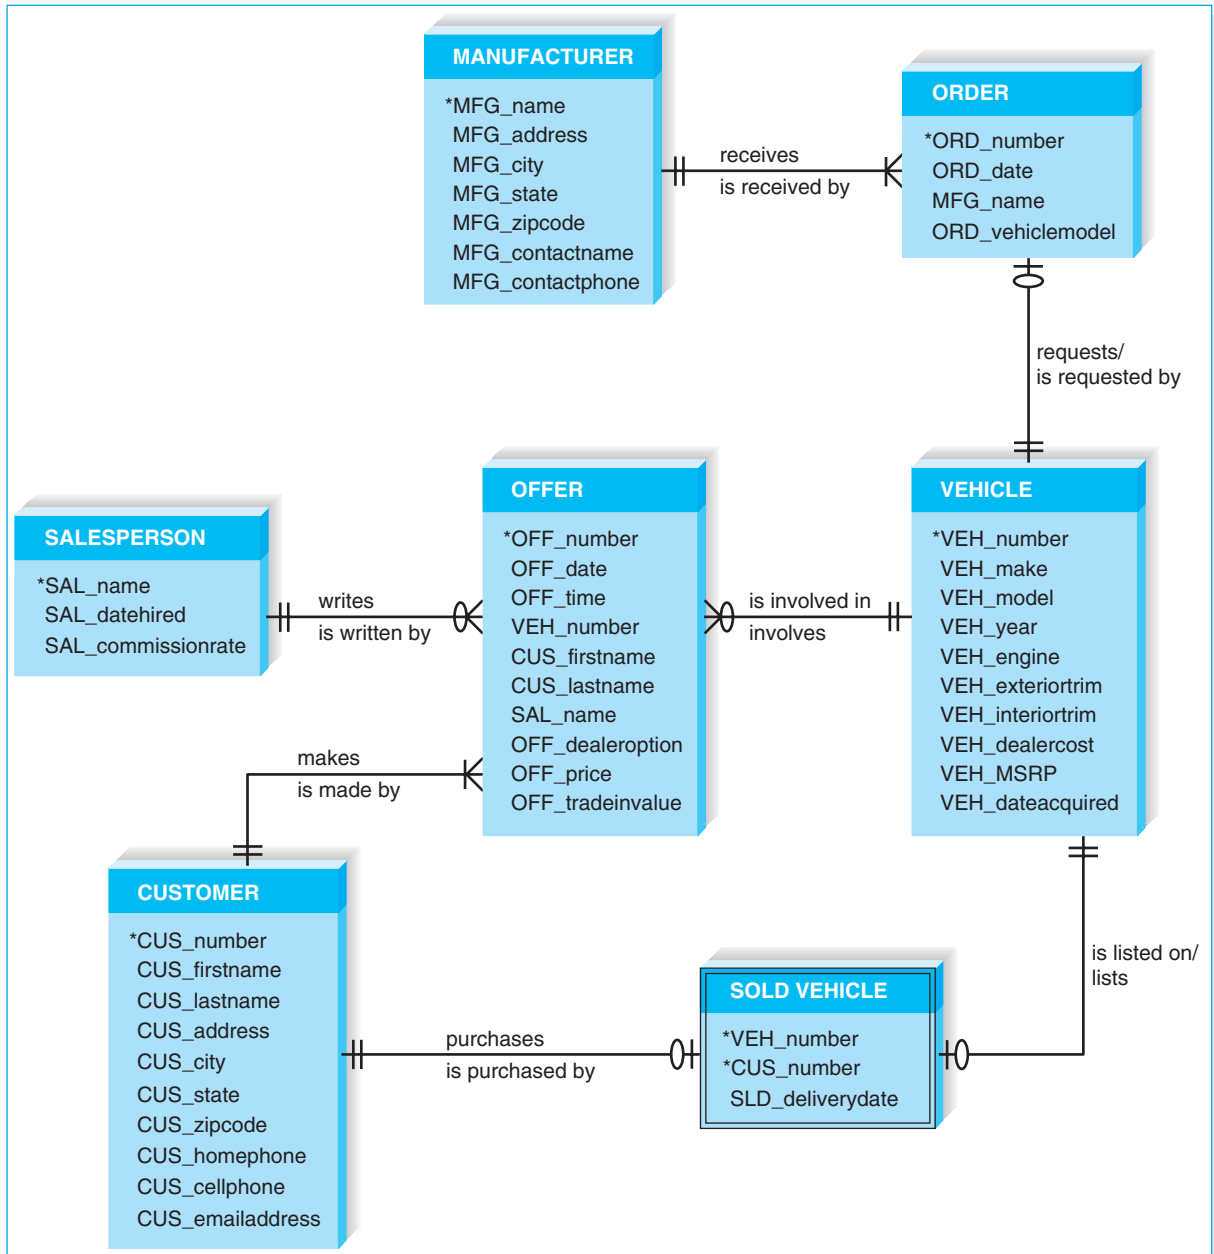 MANUFACTURER
*MFG_name
MFG_address
MFG_city
MFG_state
MFG_zipcode
MFG_contactname
MFG_contactphone
receives
is received by
ORDER
*ORD_number
ORD_date
MFG_name
ORD_vehiclemodel
requests/
is requested by
SALESPERSON
*SAL_name
SAL_datehired
SAL_commissionrate
writes
is written by
OFFER
*OFF_number
OFF_date
OFF_time
VEH_number
CUS_firstname
CUS_lastname
SAL_name
OFF_dealeroption
OFF_price
OFF_tradeinvalue
is involved in
involves
VEHICLE
*VEH_number
VEH_make
VEH_model
VEH_year
VEH_engine
VEH_exteriortrim
VEH_interiortrim
VEH_dealercost
VEH_MSRP
VEH_dateacquired
makes
is made by
CUSTOMER
*CUS_number
CUS_firstname
CUS_lastname
CUS_address
CUS_city
CUS_state
CUS_zipcode
CUS_homephone
CUS_cellphone
CUS_emailaddress
purchases
is purchased by
SOLD VEHICLE
*VEH_number
*CUS_number
SLD_deliverydate
is listed on/
lists